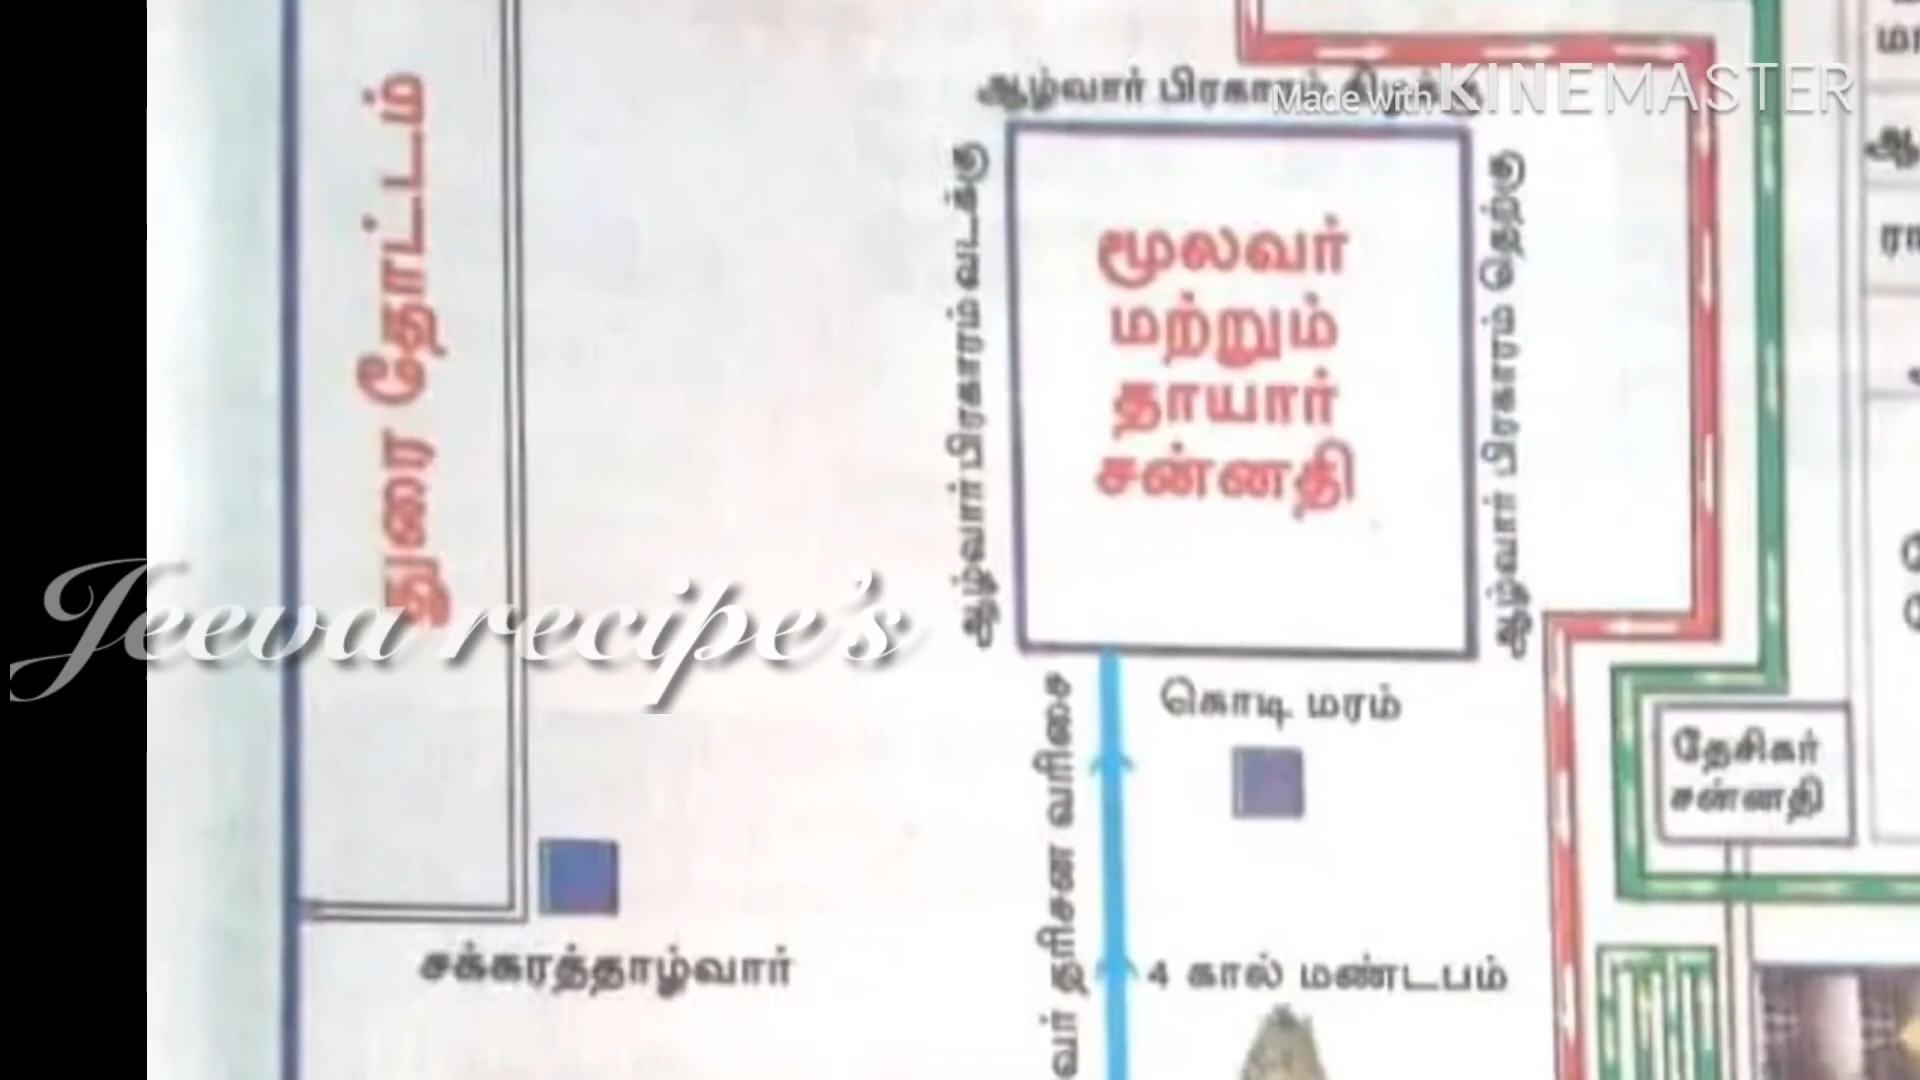 ஆழ்வார் பிரகாரம்
Made with KINEMASTER
துரை தோட்டம்
ஆழ்வார் பிரகாரம் வடக்கு
மூலவர்
மற்றும்
தாயார்
சன்னதி
ஆழ்வார் பிரகாரம் தெற்கு
Jeeva recipe's
கொடி மரம்
தேசிகர்
சன்னதி
தரிசன வரிசை
சக்கரத்தாழ்வார்
4 கால் மண்டபம்